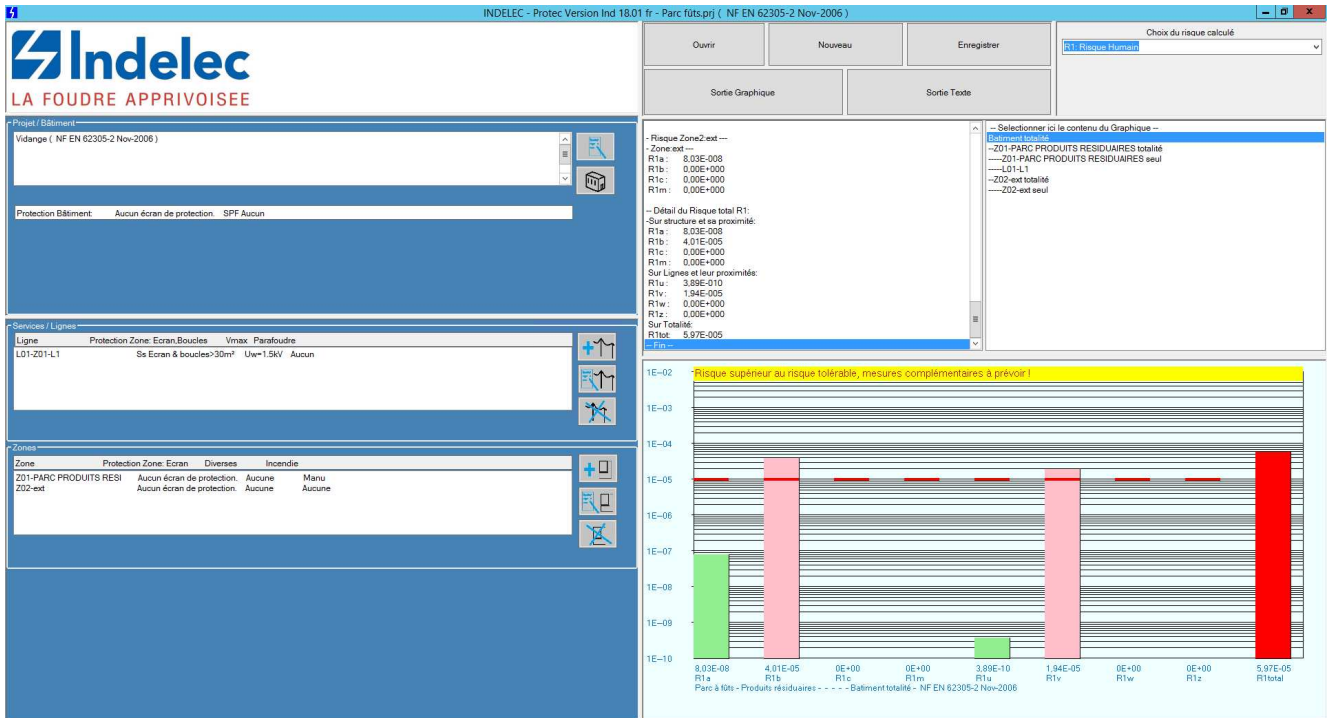 INDELEC - Protec Version Ind 18.01 fr - Parc fûts.prj ( NF EN 62305-2 Nov-2006 )
Indelec
LA FOUDRE APPRIVOISEE
Ouvrir
Nouveau
Enregistrer
Sortie Graphique
Sortie Texte
Choix du risque calculé
R1: Risque Humain
Projet / Bâtiment
Vidange ( NF EN 62305-2 Nov-2006 )
Protection Bâtiment: Aucun écran de protection. SPF Aucun
Services / Lignes
Ligne Protection Zone: Ecran,Boucles Vmax Parafoudre
L01-Z01-L1 Ss Ecran & boucles>30m² Uw=1.5kV Aucun
Zones
Zone Protection Zone: Ecran Diverses Incendie
Z01-PARC PRODUITS RESI Aucun écran de protection. Aucune Manu
Z02-ext Aucun écran de protection. Aucune Aucune
- Risque Zone2:ext ---
- Zone:ext ---
R1a : 8,03E-008
R1b : 0,00E+000
R1c : 0,00E+000
R1m : 0,00E+000
-- Détail du Risque total R1:
-Sur structure et sa proximité:
R1a : 8,03E-008
R1b : 4,01E-005
R1c : 0,00E+000
R1m : 0,00E+000
Sur Lignes et leur proximités:
R1u : 3,89E-010
R1v : 1,94E-005
R1w : 0,00E+000
R1z : 0,00E+000
Sur Totalité:
R1tot: 5,97E-005
-- Fin --
-- Selectionner ici le contenu du Graphique --
Batiment totalité
--Z01-PARC PRODUITS RESIDUAIRES totalité
-----Z01-PARC PRODUITS RESIDUAIRES seul
-----L01-L1
--Z02-ext totalité
-----Z02-ext seul
Risque supérieur au risque tolérable, mesures complémentaires à prévoir !
1E-02
1E-03
1E-04
1E-05
1E-06
1E-07
1E-08
1E-09
1E-10
8,03E-08 4,01E-05 0E+00 0E+00 3,89E-10 1,94E-05 0E+00 0E+00 5,97E-05
R1a R1b R1c R1m R1u R1v R1w R1z R1total
Parc à fûts - Produits résiduaires - - - - - Batiment totalité - NF EN 62305-2 Nov-2006